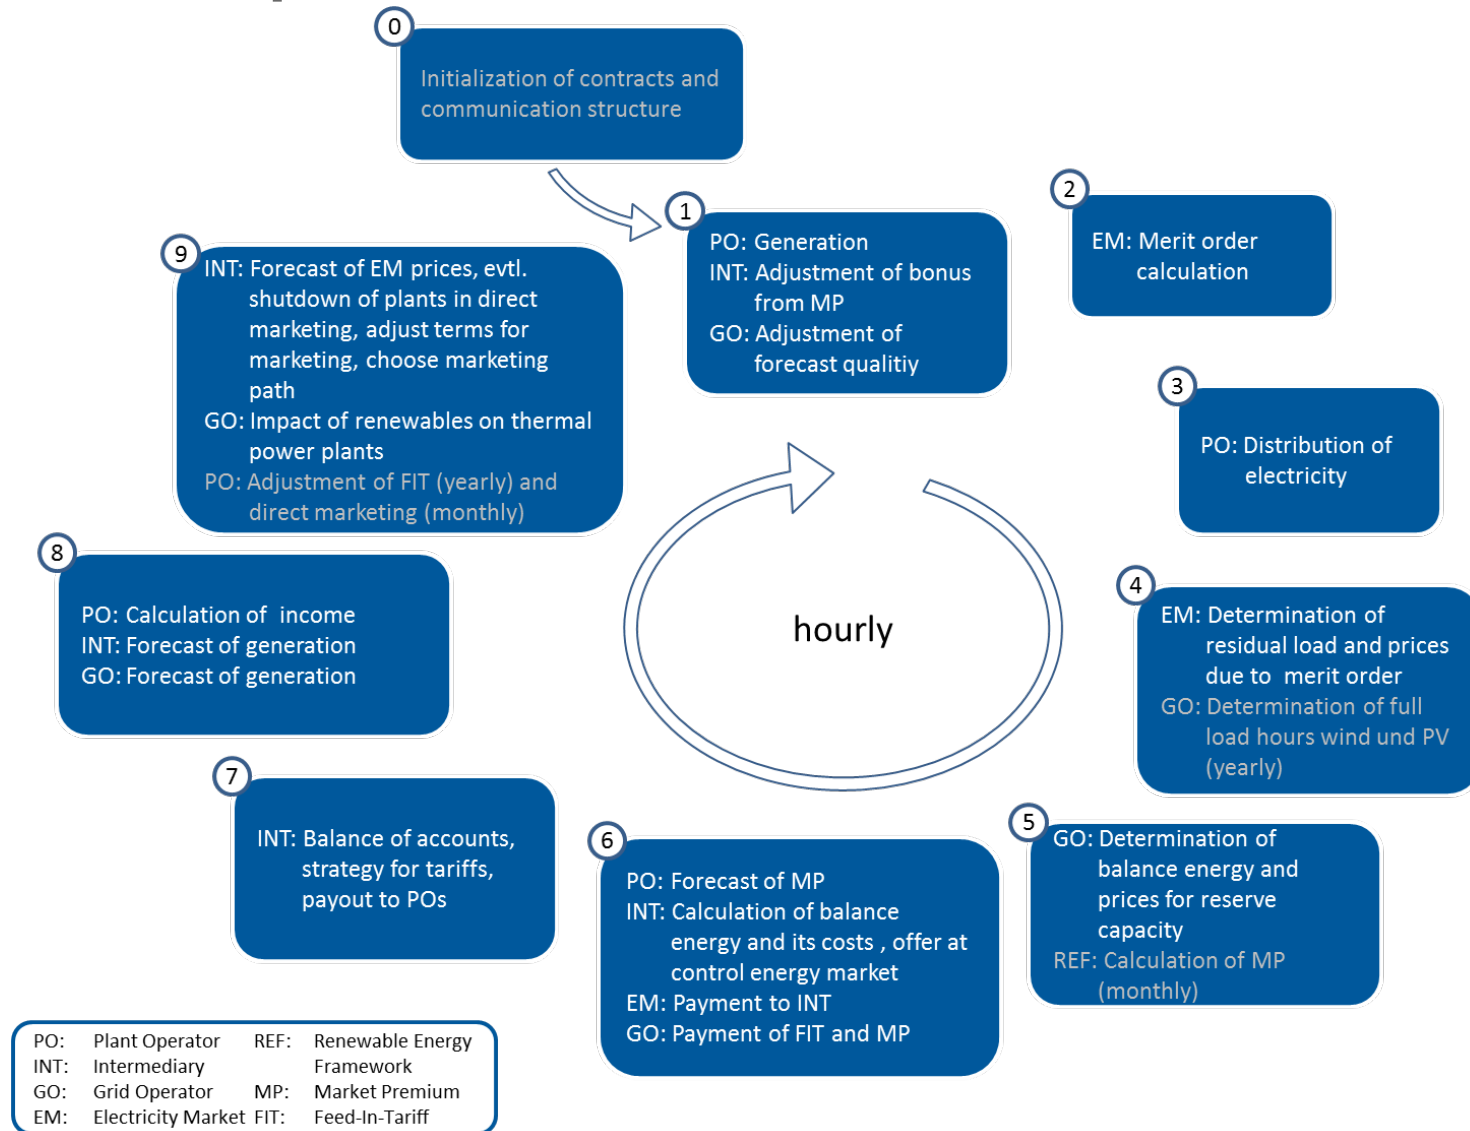 0
Initialization of contracts and
communication structure
1
PO: Generation
INT: Adjustment of bonus
from MP
GO: Adjustment of
forecast qualitiy
2
EM: Merit order
calculation
3
PO: Distribution of
electricity
4
EM: Determination of
residual load and prices
due to merit order
GO: Determination of full
load hours wind und PV
(yearly)
5
GO: Determination of
balance energy and
prices for reserve
capacity
REF: Calculation of MP
(monthly)
6
PO: Forecast of MP
INT: Calculation of balance
energy and its costs , offer at
control energy market
EM: Payment to INT
GO: Payment of FIT and MP
7
INT: Balance of accounts,
strategy for tariffs,
payout to POs
8
PO: Calculation of income
INT: Forecast of generation
GO: Forecast of generation
9
INT: Forecast of EM prices, evtl.
shutdown of plants in direct
marketing, adjust terms for
marketing, choose marketing
path
GO: Impact of renewables on thermal
power plants
PO: Adjustment of FIT (yearly) and
direct marketing (monthly)
hourly
PO: Plant Operator REF: Renewable Energy
INT: Intermediary Framework
GO: Grid Operator MP: Market Premium
EM: Electricity Market FIT: Feed-In-Tariff